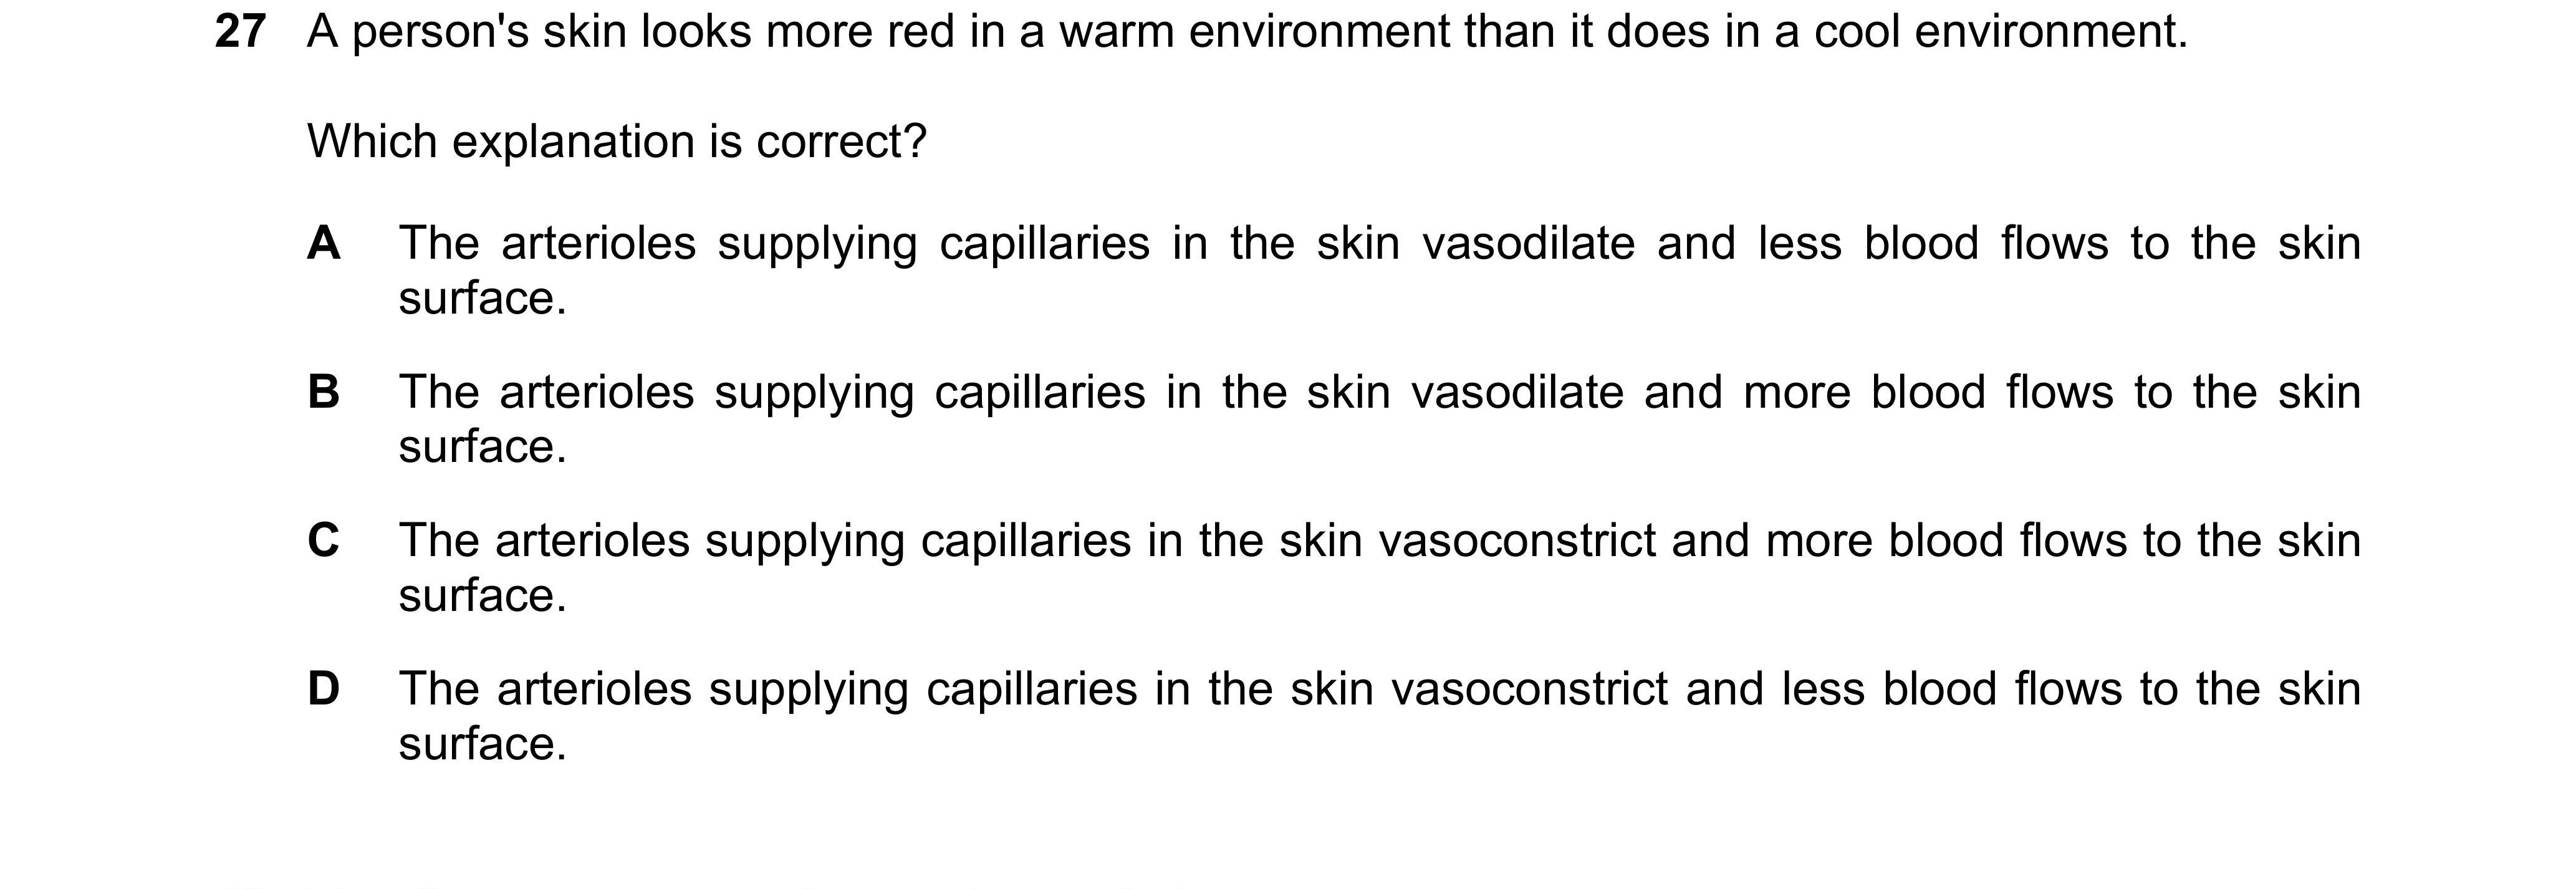 27 A person's skin looks more red in a warm environment than it does in a cool environment.
Which explanation is correct?
A The arterioles supplying capillaries in the skin vasodilate and less blood flows to the skin
surface.
B The arterioles supplying capillaries in the skin vasodilate and more blood flows to the skin
surface.
C The arterioles supplying capillaries in the skin vasoconstrict and more blood flows to the skin
surface.
D The arterioles supplying capillaries in the skin vasoconstrict and less blood flows to the skin
surface.